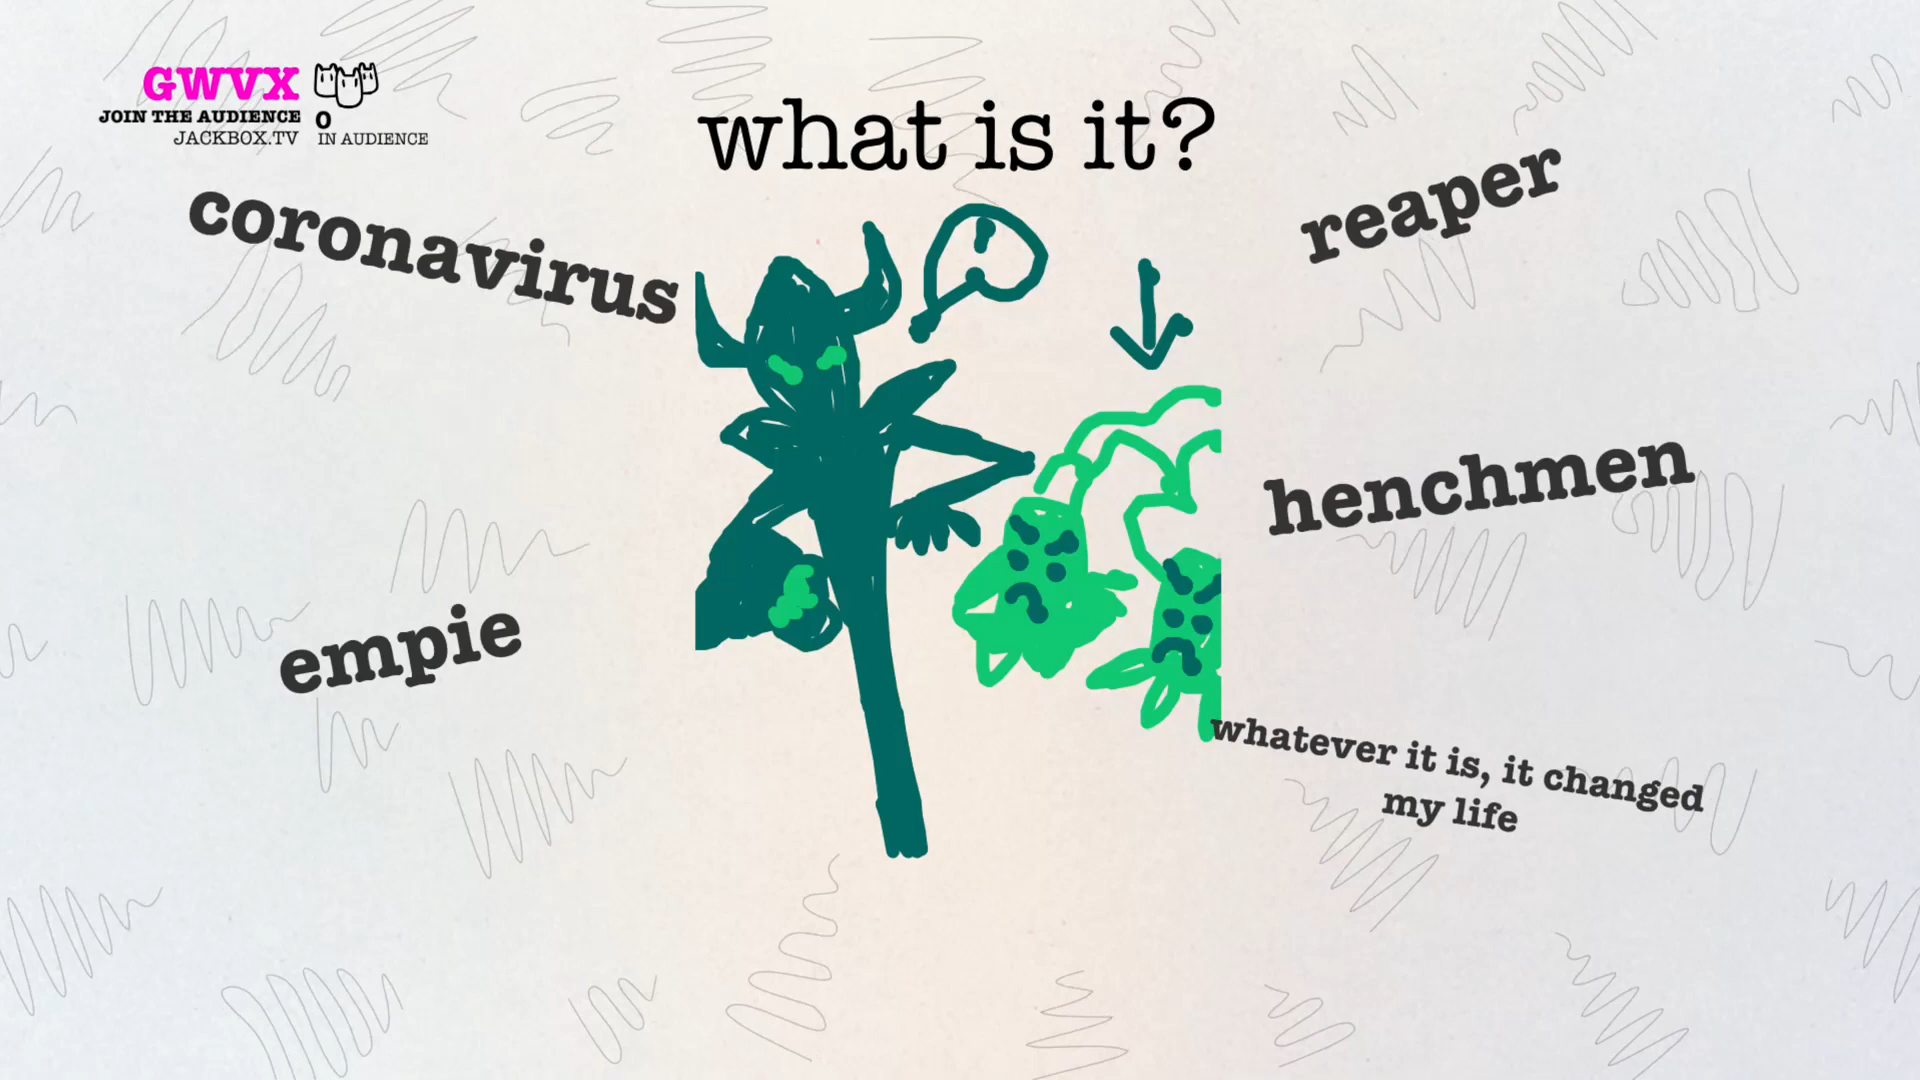 GWVX
JOIN THE AUDIENCE
JACKBOX.TV
0
IN AUDIENCE
what is it?
!
coronavirus
reaper
henchmen
empie
whatever it is, it changed
my life